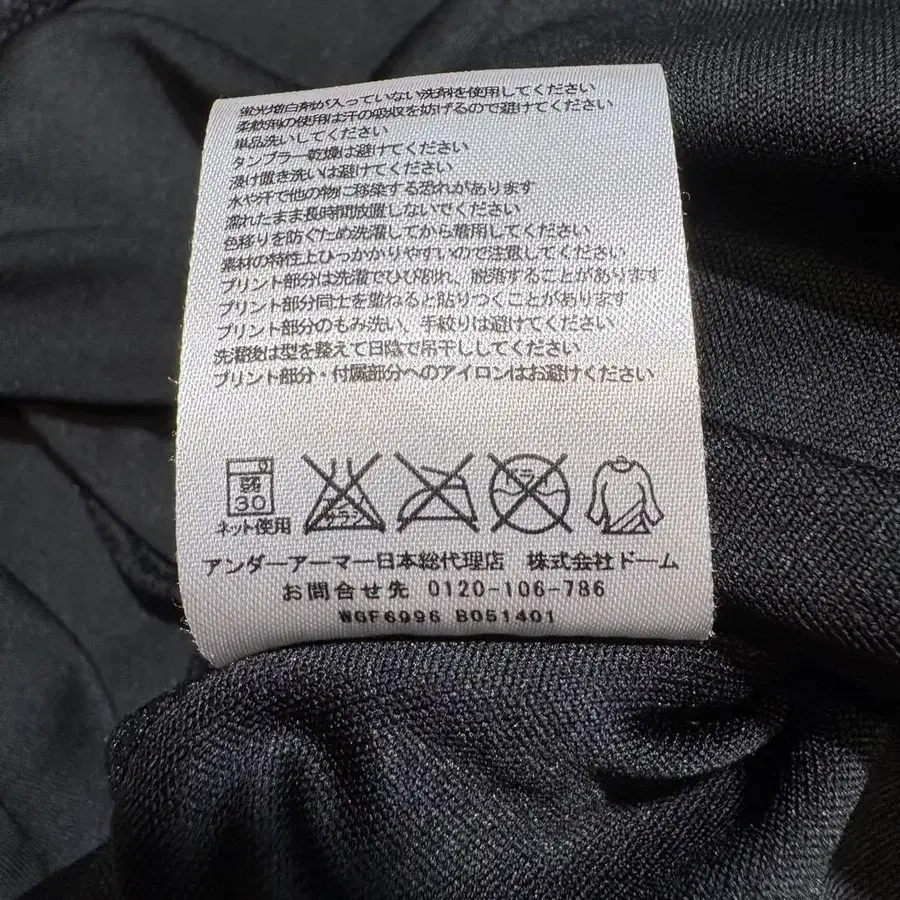 蛍光増白剤が入っていない洗剤を使用してください
柔軟剤の使用は汗の吸収を妨げるので避けてください
単品洗いしてください
タンブラー乾燥は避けてください
浸け置き洗いは避けてください
水や汗で他の物に移染する恐れがあります
濡れたまま長時間放置しないでください
色移りを防ぐため洗濯してから着用してください
素材の特性上ひっかかりやすいので注意してください
プリント部分は洗濯でひび割れ、脱落することがあります
プリント部分同士を重ねると貼りつくことがあります
プリント部分のもみ洗い、手絞りは避けてください
洗濯後は型を整えて日陰で吊干ししてください
プリント部分・付属部分へのアイロンはお避けください
弱 30 エンソサラシ ドライ
ネット使用
アンダーアーマー日本総代理店 株式会社ドーム
お問合せ先 0120-106-786
WGF6996 B051401